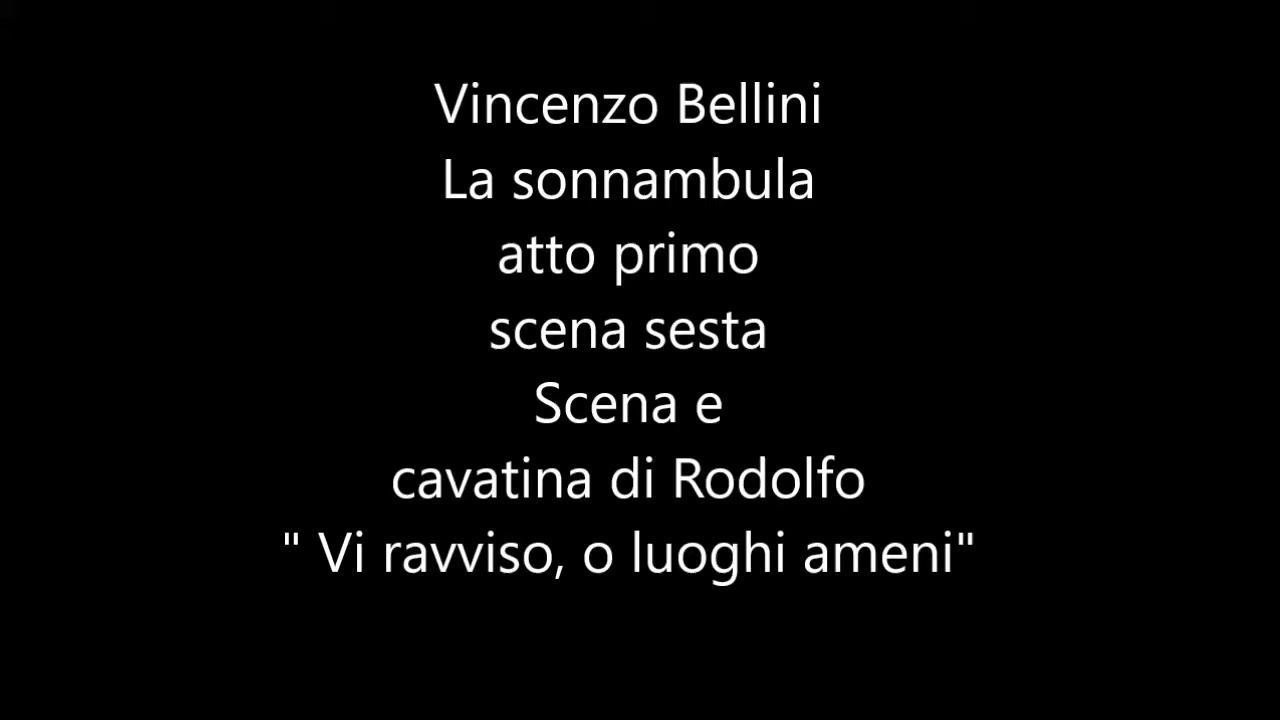 Vincenzo Bellini
La sonnambula
atto primo
scena sesta
Scena e
cavatina di Rodolfo
" Vi ravviso, o luoghi ameni"